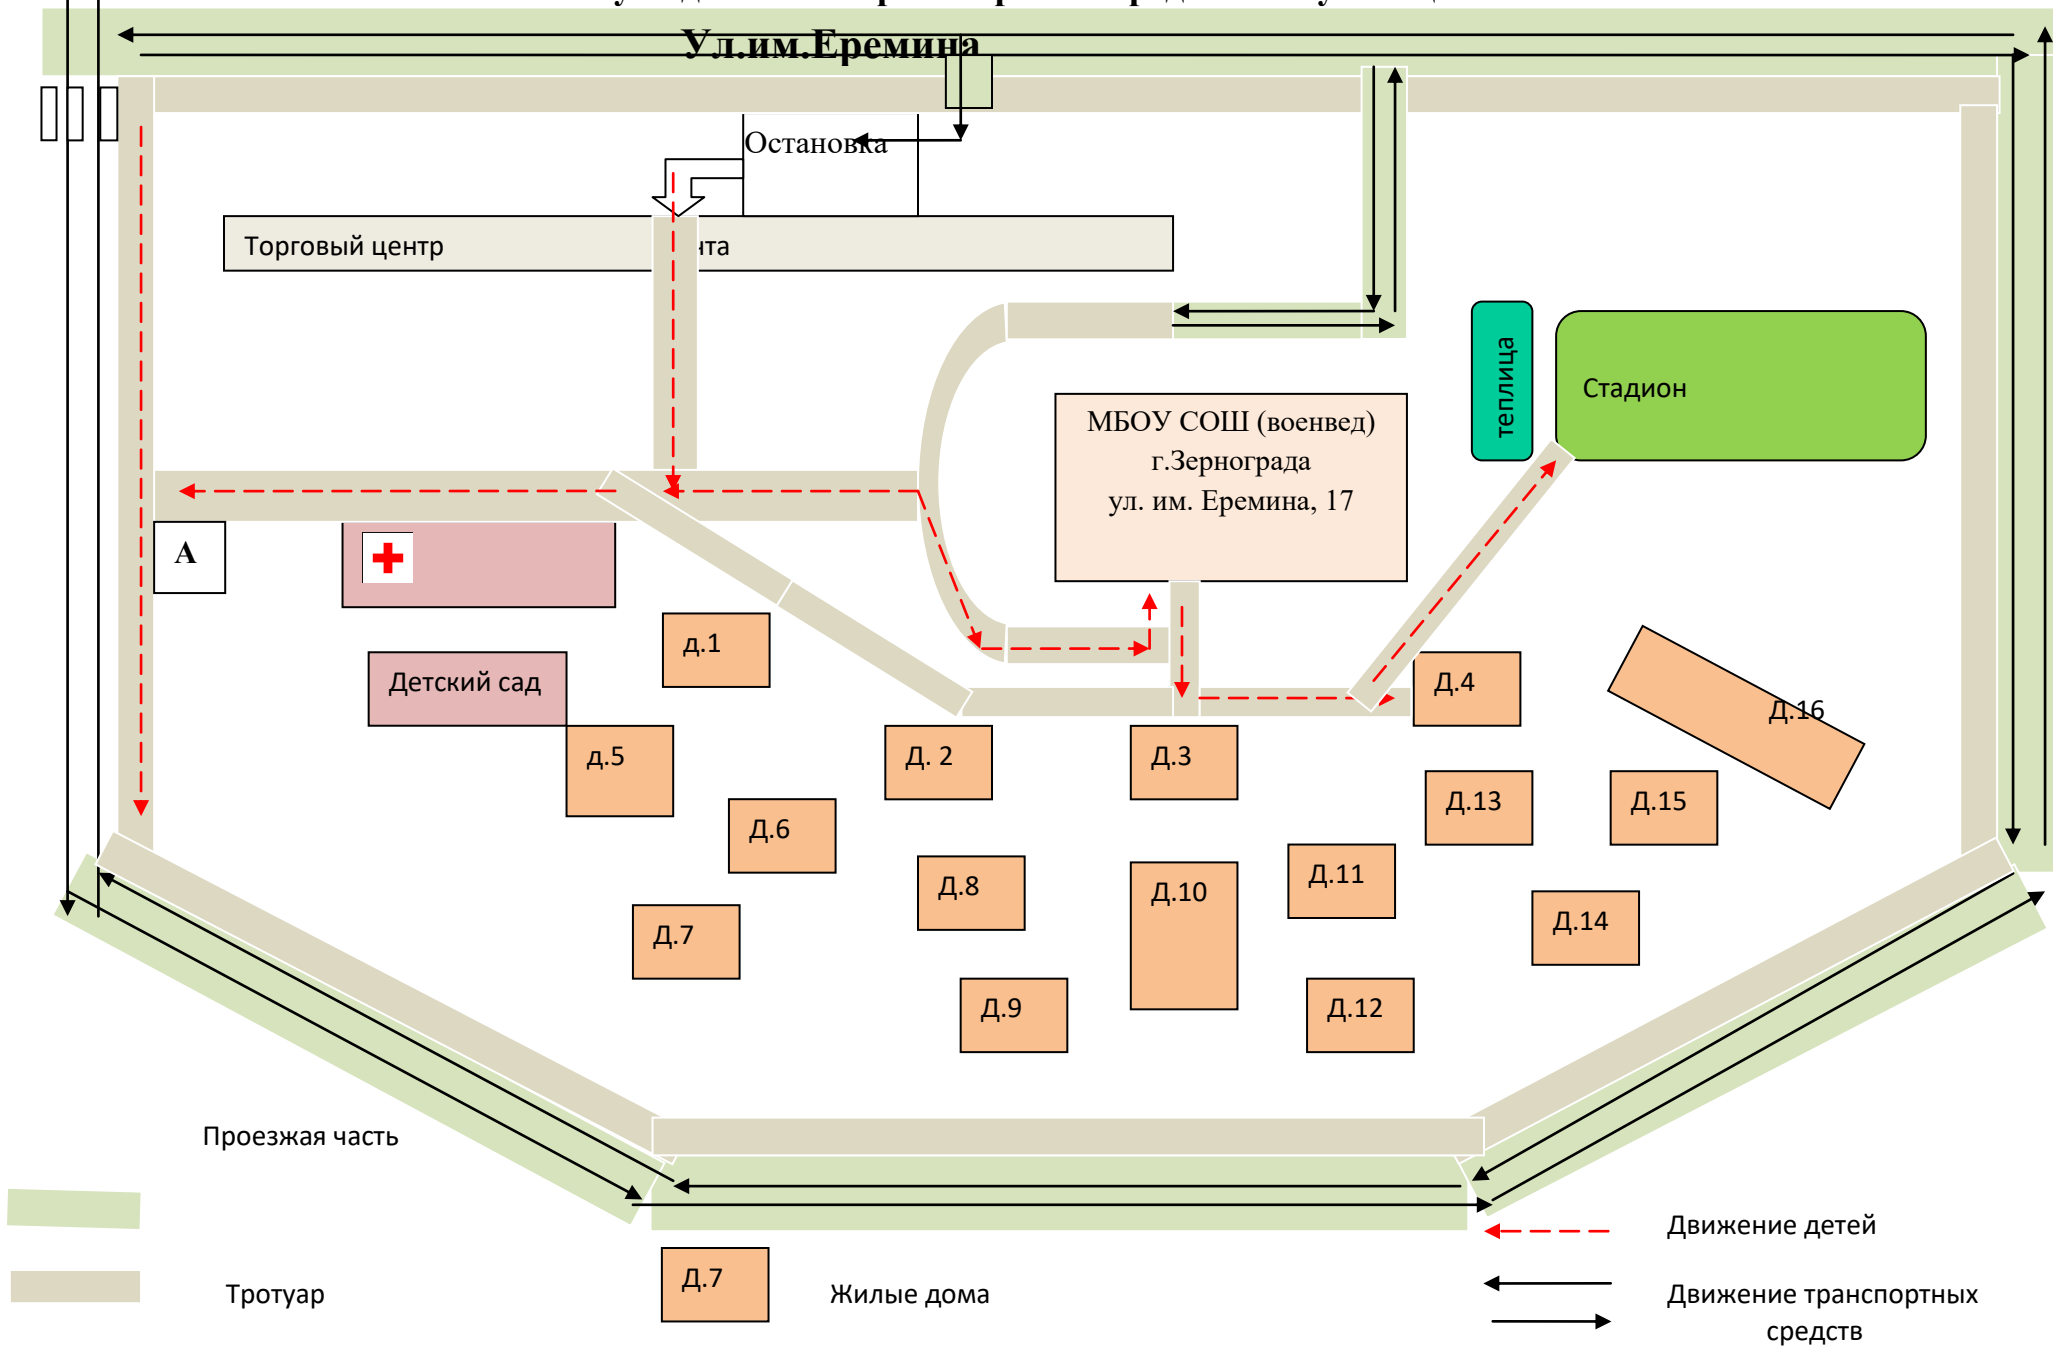 Ул.им.Еремина
Остановка
Торговый центр
нта
теплица
Стадион
МБОУ СОШ (военвед)
г.Зернограда
ул. им. Еремина, 17
А
д.1
Детский сад
Д.4
Д.16
д.5
Д. 2
Д.3
Д.13
Д.15
Д.6
Д.8
Д.10
Д.11
Д.14
Д.7
Д.9
Д.12
Проезжая часть
Тротуар
Д.7
Жилые дома
Движение детей
Движение транспортных
средств